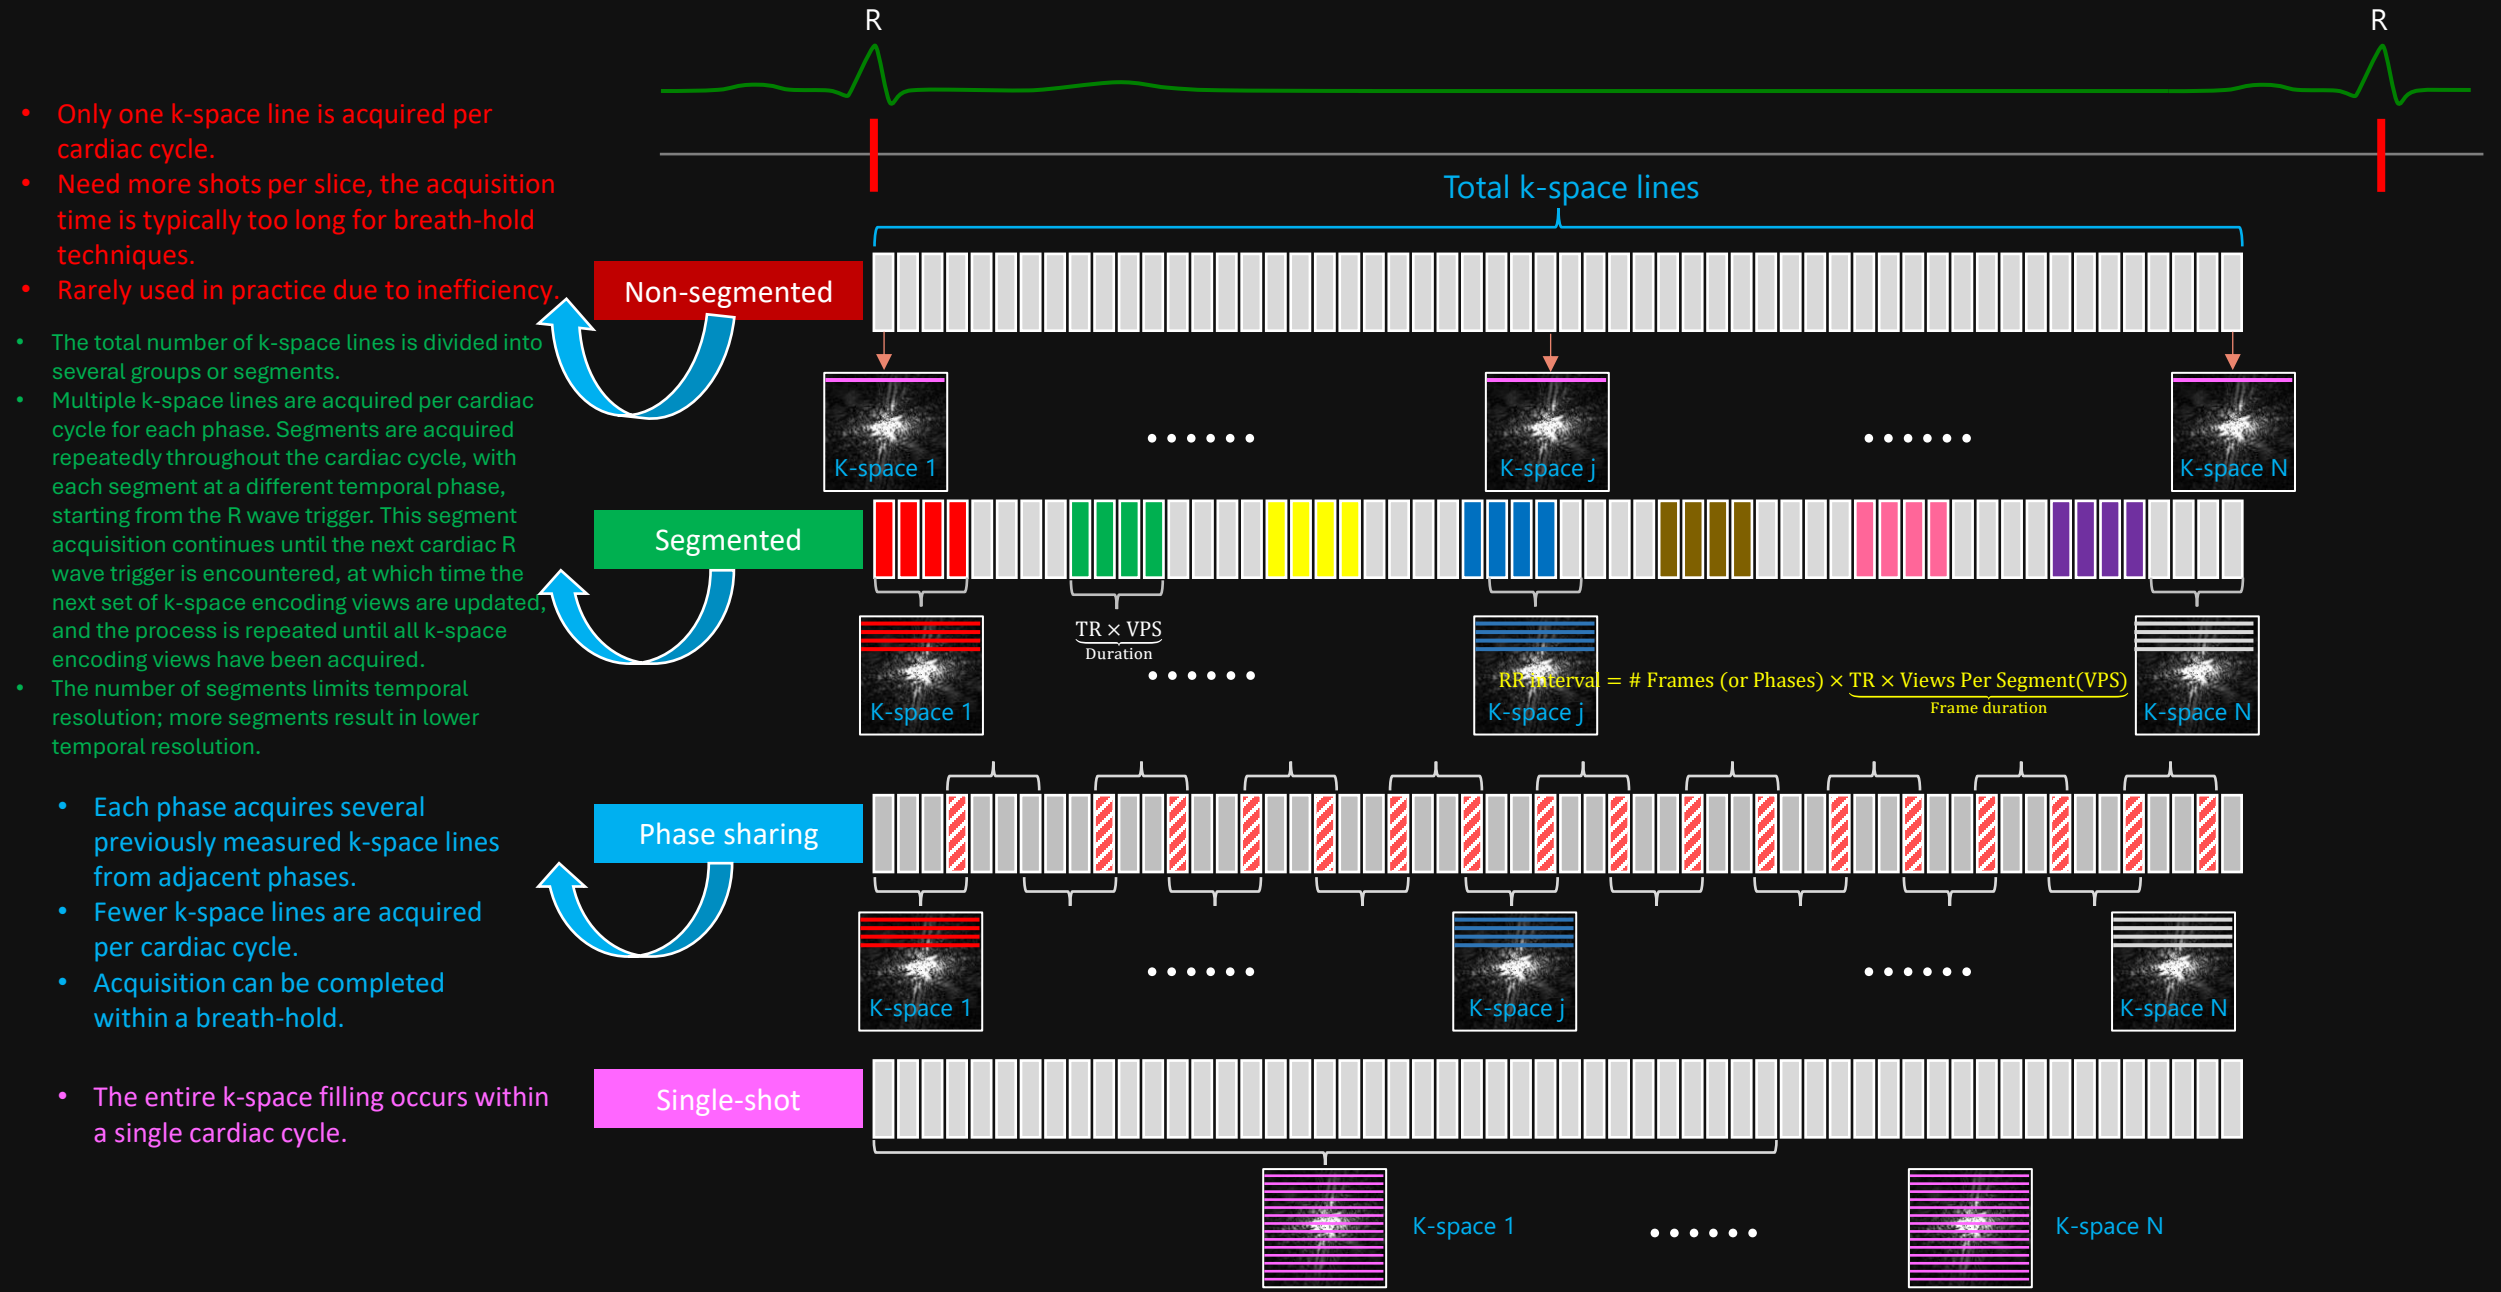 R
R
• Only one k-space line is acquired per
cardiac cycle.
• Need more shots per slice, the acquisition
time is typically too long for breath-hold
techniques.
• Rarely used in practice due to inefficiency.
Total k-space lines
Non-segmented
K-space 1
......
K-space j
......
K-space N
• The total number of k-space lines is divided into
several groups or segments.
• Multiple k-space lines are acquired per cardiac
cycle for each phase. Segments are acquired
repeatedly throughout the cardiac cycle, with
each segment at a different temporal phase,
starting from the R wave trigger. This segment
acquisition continues until the next cardiac R
wave trigger is encountered, at which time the
next set of k-space encoding views are updated,
and the process is repeated until all k-space
encoding views have been acquired.
• The number of segments limits temporal
resolution; more segments result in lower
temporal resolution.
Segmented
TR × VPS
Duration
K-space 1
......
K-space j
RR Interval = # Frames (or Phases) × TR × Views Per Segment(VPS)
Frame duration
K-space N
• Each phase acquires several
previously measured k-space lines
from adjacent phases.
• Fewer k-space lines are acquired
per cardiac cycle.
• Acquisition can be completed
within a breath-hold.
Phase sharing
K-space 1
......
K-space j
......
K-space N
• The entire k-space filling occurs within
a single cardiac cycle.
Single-shot
K-space 1
......
K-space N